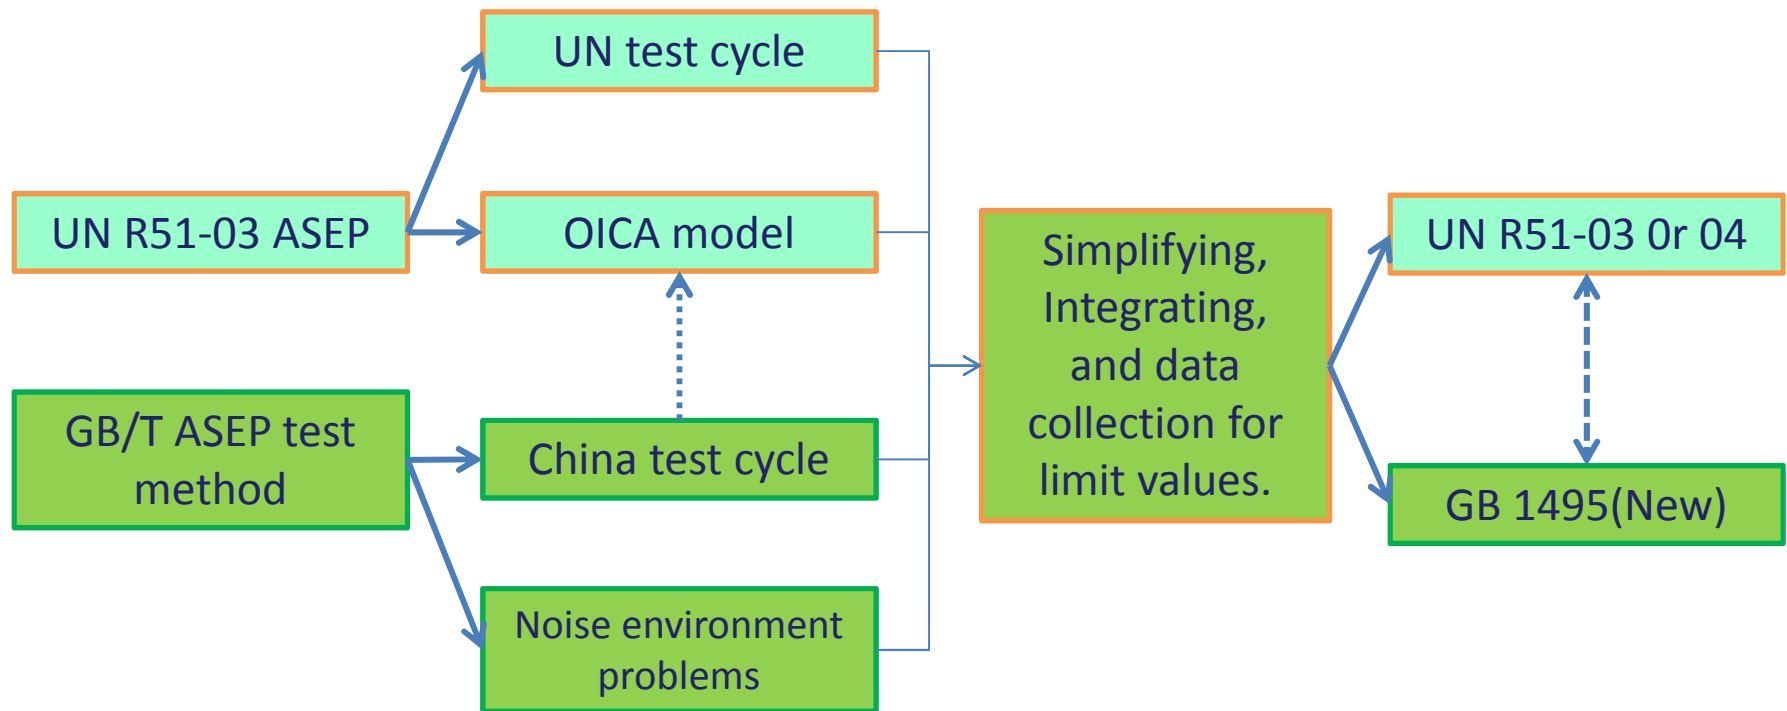 UN test cycle
UN R51-03 ASEP
OICA model
GB/T ASEP test
method
China test cycle
Noise environment
problems
Simplifying,
Integrating,
and data
collection for
limit values.
UN R51-03 0r 04
GB 1495(New)